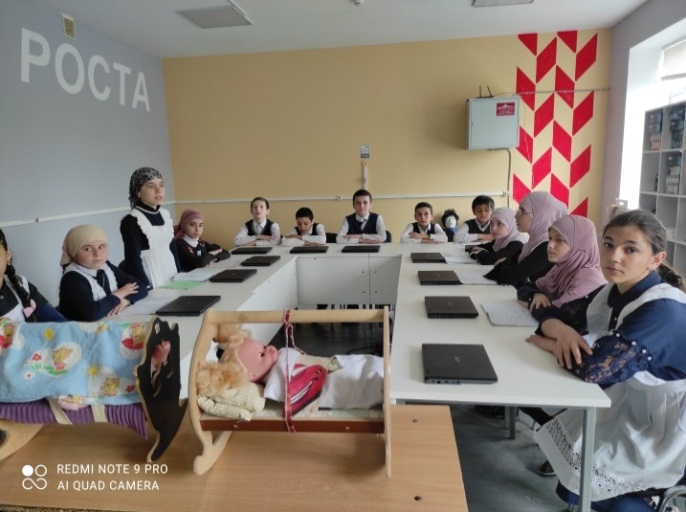 РОСТА
REDMI NOTE 9 PRO
AI QUAD CAMERA